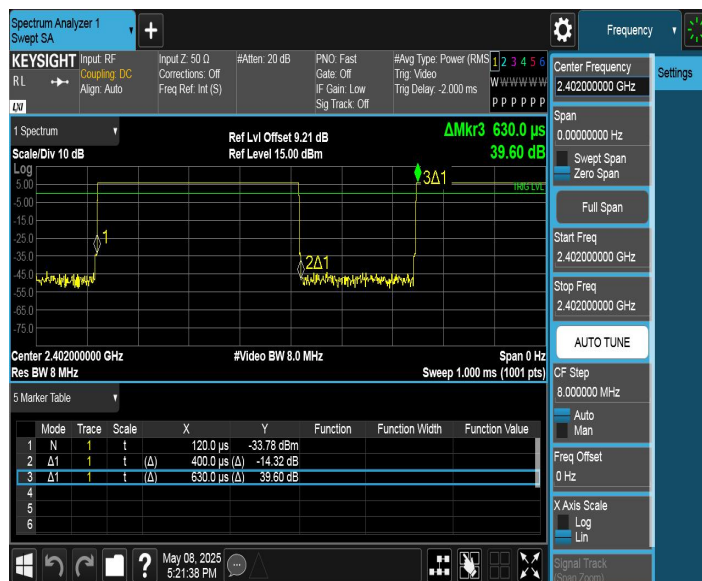 Spectrum Analyzer 1
Swept SA
Frequency
KEYSIGHT Input: RF
RL
Coupling: DC
Align: Auto
LXI
Input Z: 50 Ω
Corrections: Off
Freq Ref: Int (S)
#Atten: 20 dB
PNO: Fast
Gate: Off
IF Gain: Low
Sig Track: Off
#Avg Type: Power (RMS
Trig: Video
Trig Delay: -2.000 ms
1 2 3 4 5 6
W W W W W W
P P P P P P
1 Spectrum
Scale/Div 10 dB
Ref Lvl Offset 9.21 dB
Ref Level 15.00 dBm
ΔMkr3 630.0 µs
39.60 dB
Log
5.00
-5.00
-15.0
-25.0
-35.0
-45.0
-55.0
-65.0
-75.0
1
2Δ1
3Δ1
TRIG LVL
Center 2.402000000 GHz
Res BW 8 MHz
#Video BW 8.0 MHz
Span 0 Hz
Sweep 1.000 ms (1001 pts)
5 Marker Table
Mode Trace Scale X Y Function Function Width Function Value
1 N 1 t 120.0 µs -33.78 dBm
2 Δ1 1 t (Δ) 400.0 µs (Δ) -14.32 dB
3 Δ1 1 t (Δ) 630.0 µs (Δ) 39.60 dB
4
5
6
May 08, 2025
5:21:38 PM
Center Frequency
2.402000000 GHz
Span
0.00000000 Hz
Swept Span
Zero Span
Full Span
Start Freq
2.402000000 GHz
Stop Freq
2.402000000 GHz
AUTO TUNE
CF Step
8.000000 MHz
Auto
Man
Freq Offset
0 Hz
X Axis Scale
Log
Lin
Signal Track
(Span Zoom)
Settings